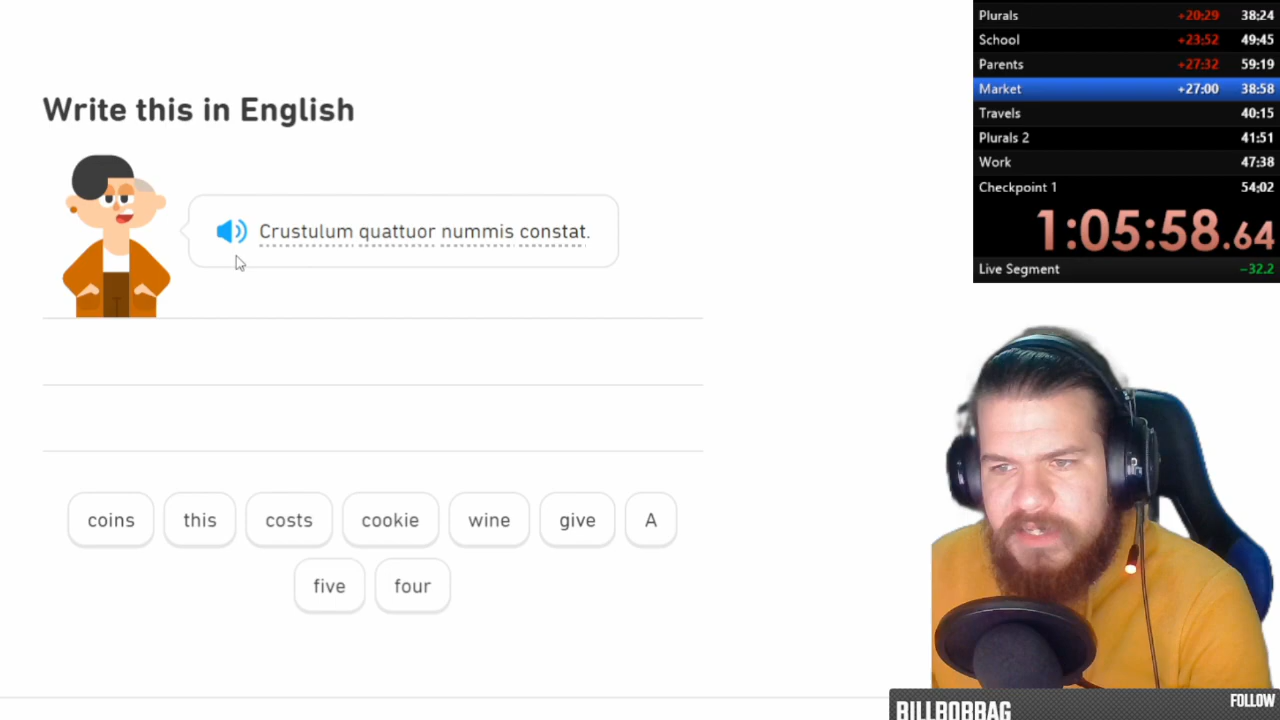 Plurals +20:29 38:24
School +23:52 49:45
Parents +27:32 59:19
Market +27:00 38:58
Travels 40:15
Plurals 2 41:51
Work 47:38
Checkpoint 1 54:02
1:05:58.64
Live Segment -32.2
Write this in English
Crustulum quattuor nummis constat.
coins this costs cookie wine give A
five four
BILLBOBBAG
FOLLOW